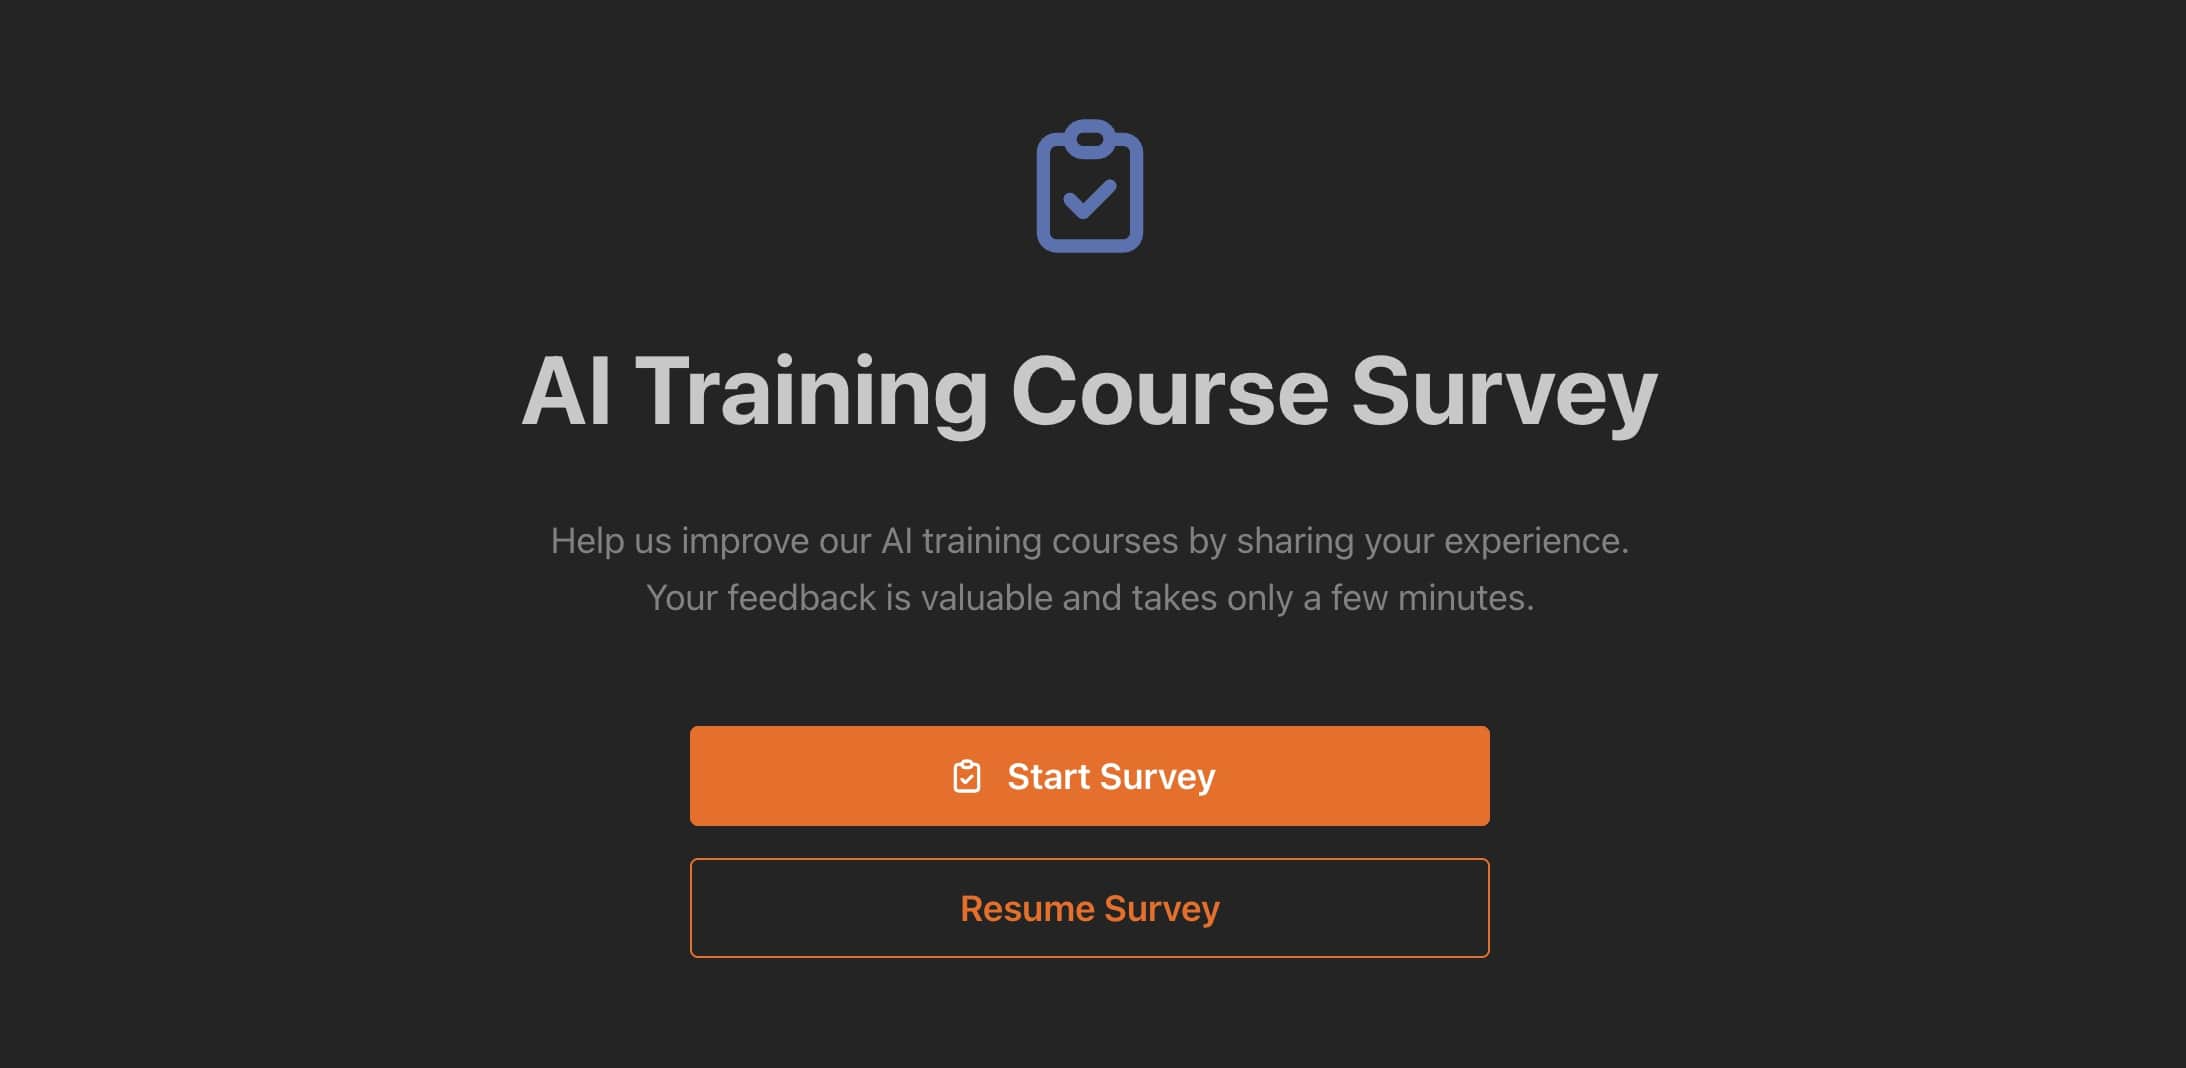 AI Training Course Survey
Help us improve our AI training courses by sharing your experience.
Your feedback is valuable and takes only a few minutes.
Start Survey
Resume Survey